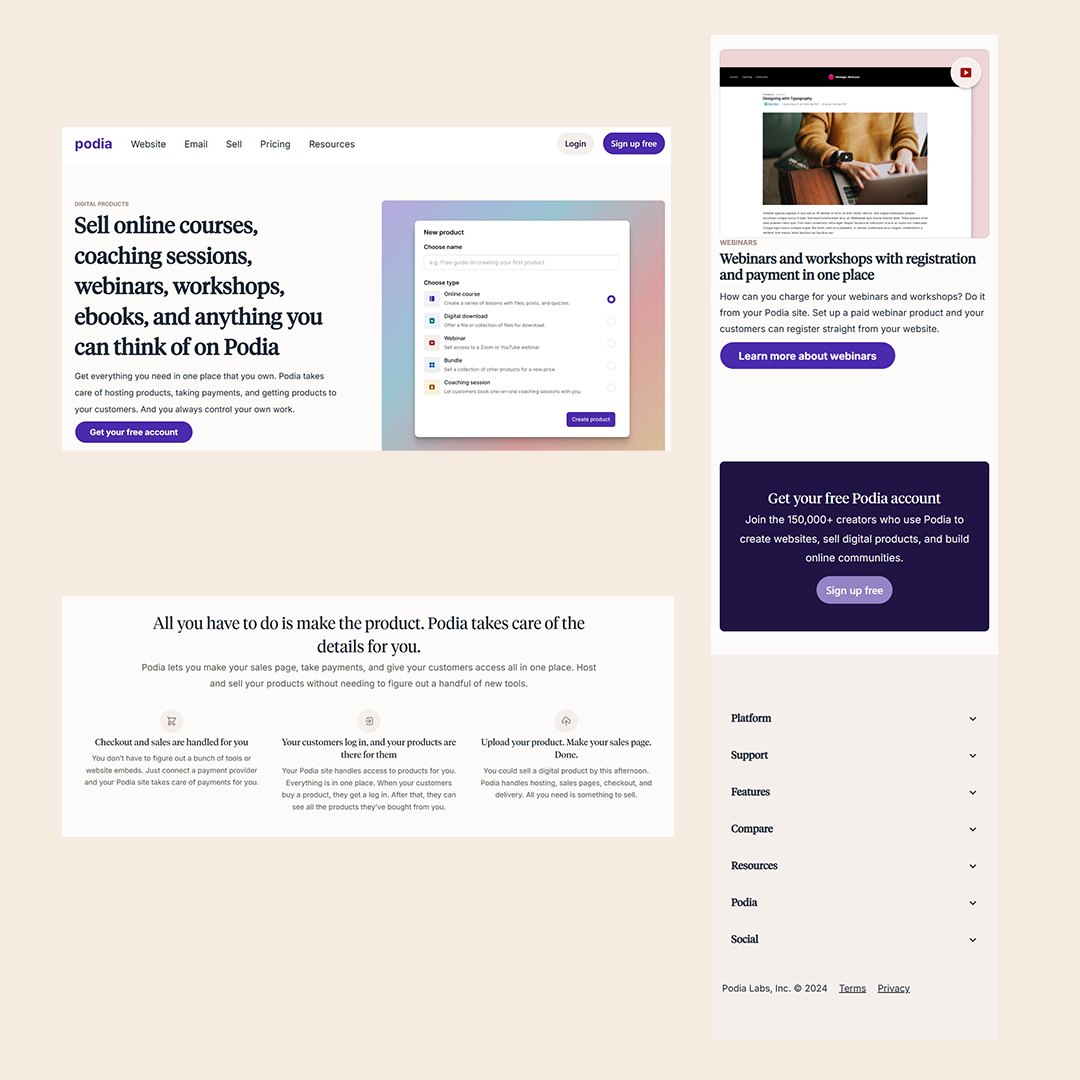 podia
Website
Email
Sell
Pricing
Resources
Login
Sign up free
DIGITAL PRODUCTS
Sell online courses,
coaching sessions,
webinars, workshops,
ebooks, and anything you
can think of on Podia
Get everything you need in one place that you own. Podia takes
care of hosting products, taking payments, and getting products to
your customers. And you always control your own work.
Get your free account
New product
Choose name
e.g. Free guide on creating your first product
Choose type
Online course
Create a series of lessons with files, posts, and quizzes.
Digital download
Offer a file or collection of files for download.
Webinar
Sell access to a Zoom or YouTube webinar.
Bundle
Sell a collection of other products for a new price.
Coaching session
Let customers book one-on-one coaching sessions with you.
Create product
All you have to do is make the product. Podia takes care of the
details for you.
Podia lets you make your sales page, take payments, and give your customers access all in one place. Host
and sell your products without needing to figure out a handful of new tools.
Checkout and sales are handled for you
You don't have to figure out a bunch of tools or
website embeds. Just connect a payment provider
and your Podia site takes care of payments for you.
Your customers log in, and your products are
there for them
Your Podia site handles access to products for you.
Everything is in one place. When your customers
buy a product, they get a log in. After that, they can
see all the products they've bought from you.
Upload your product. Make your sales page.
Done.
You could sell a digital product by this afternoon.
Podia handles hosting, sales pages, checkout, and
delivery. All you need is something to sell.
Designing with Typography
WEBINARS
Webinars and workshops with registration
and payment in one place
How can you charge for your webinars and workshops? Do it
from your Podia site. Set up a paid webinar product and your
customers can register straight from your website.
Learn more about webinars
Get your free Podia account
Join the 150,000+ creators who use Podia to
create websites, sell digital products, and build
online communities.
Sign up free
Platform
Support
Features
Compare
Resources
Podia
Social
Podia Labs, Inc. © 2024 Terms Privacy